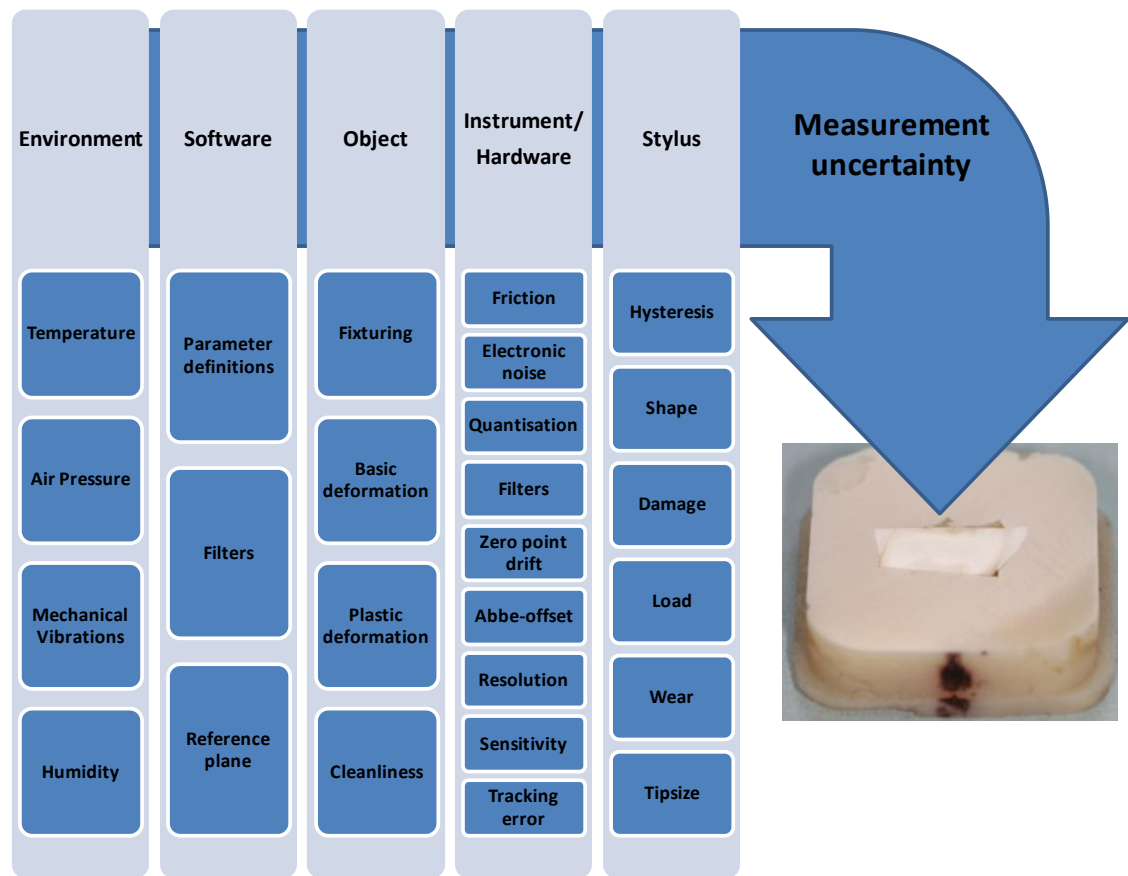 Environment
Software
Object
Instrument/
Hardware
Stylus
Measurement
uncertainty
Temperature
Air Pressure
Mechanical
Vibrations
Humidity
Parameter
definitions
Filters
Reference
plane
Fixturing
Basic
deformation
Plastic
deformation
Cleanliness
Friction
Electronic
noise
Quantisation
Filters
Zero point
drift
Abbe-offset
Resolution
Sensitivity
Tracking
error
Hysteresis
Shape
Damage
Load
Wear
Tipsize